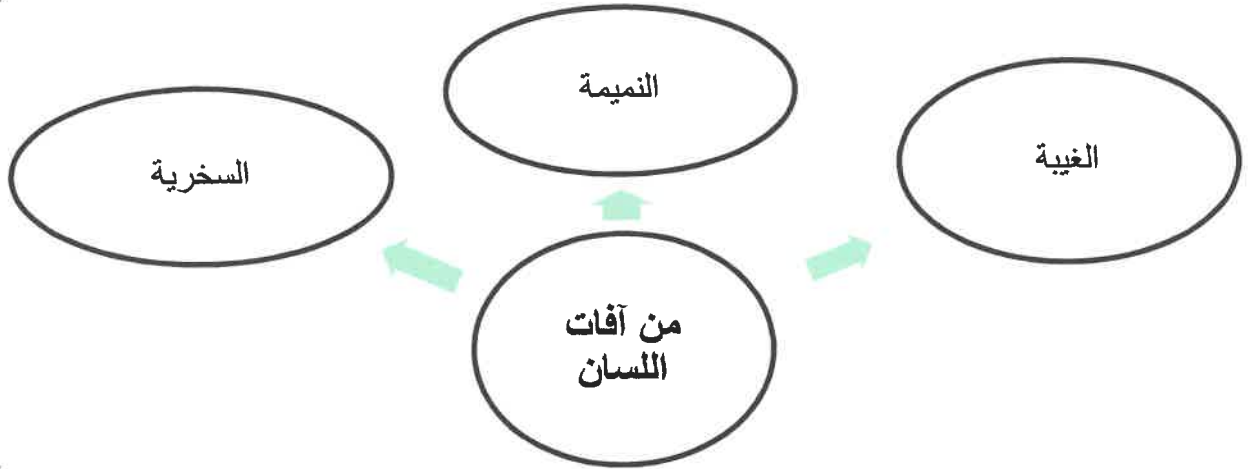 النميمة
الغيبة
السخرية
من آفات
اللسان